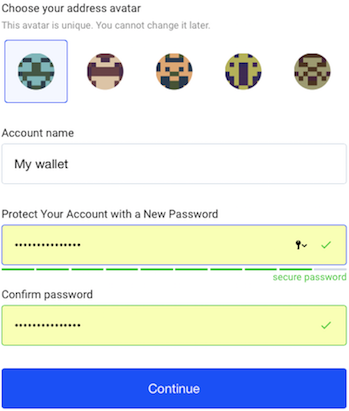 Choose your address avatar
This avatar is unique. You cannot change it later.
Account name
My wallet
Protect Your Account with a New Password
•••••••••••••••
secure password
Confirm password
•••••••••••••••
Continue